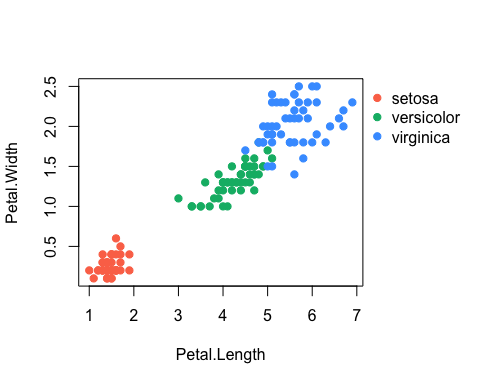 2.5
2.0
1.5
1.0
0.5
Petal.Width
1 2 3 4 5 6 7
Petal.Length
setosa
versicolor
virginica